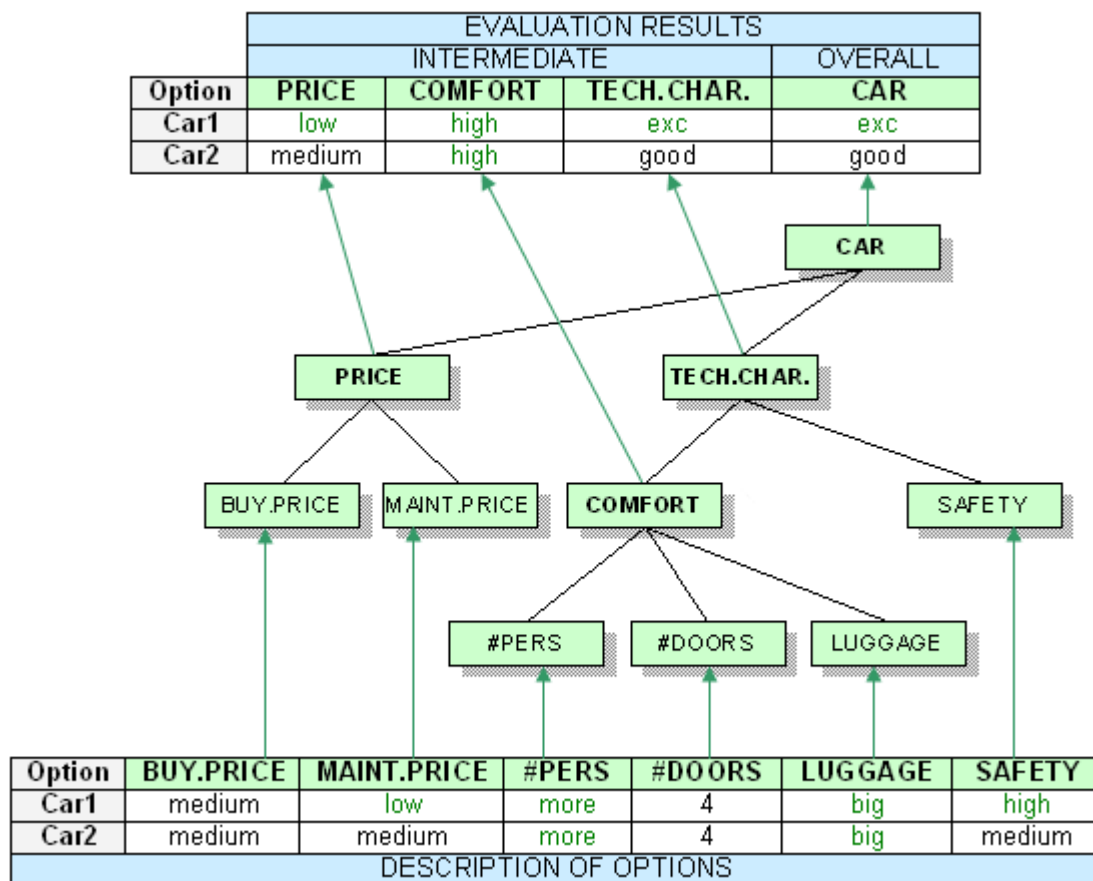 EVALUATION RESULTS
INTERMEDIATE OVERALL
Option PRICE COMFORT TECH.CHAR. CAR
Car1 low high exc exc
Car2 medium high good good
CAR
PRICE TECH.CHAR.
BUY.PRICE MAINT.PRICE COMFORT SAFETY
#PERS #DOORS LUGGAGE
Option BUY.PRICE MAINT.PRICE #PERS #DOORS LUGGAGE SAFETY
Car1 medium low more 4 big high
Car2 medium medium more 4 big medium
DESCRIPTION OF OPTIONS